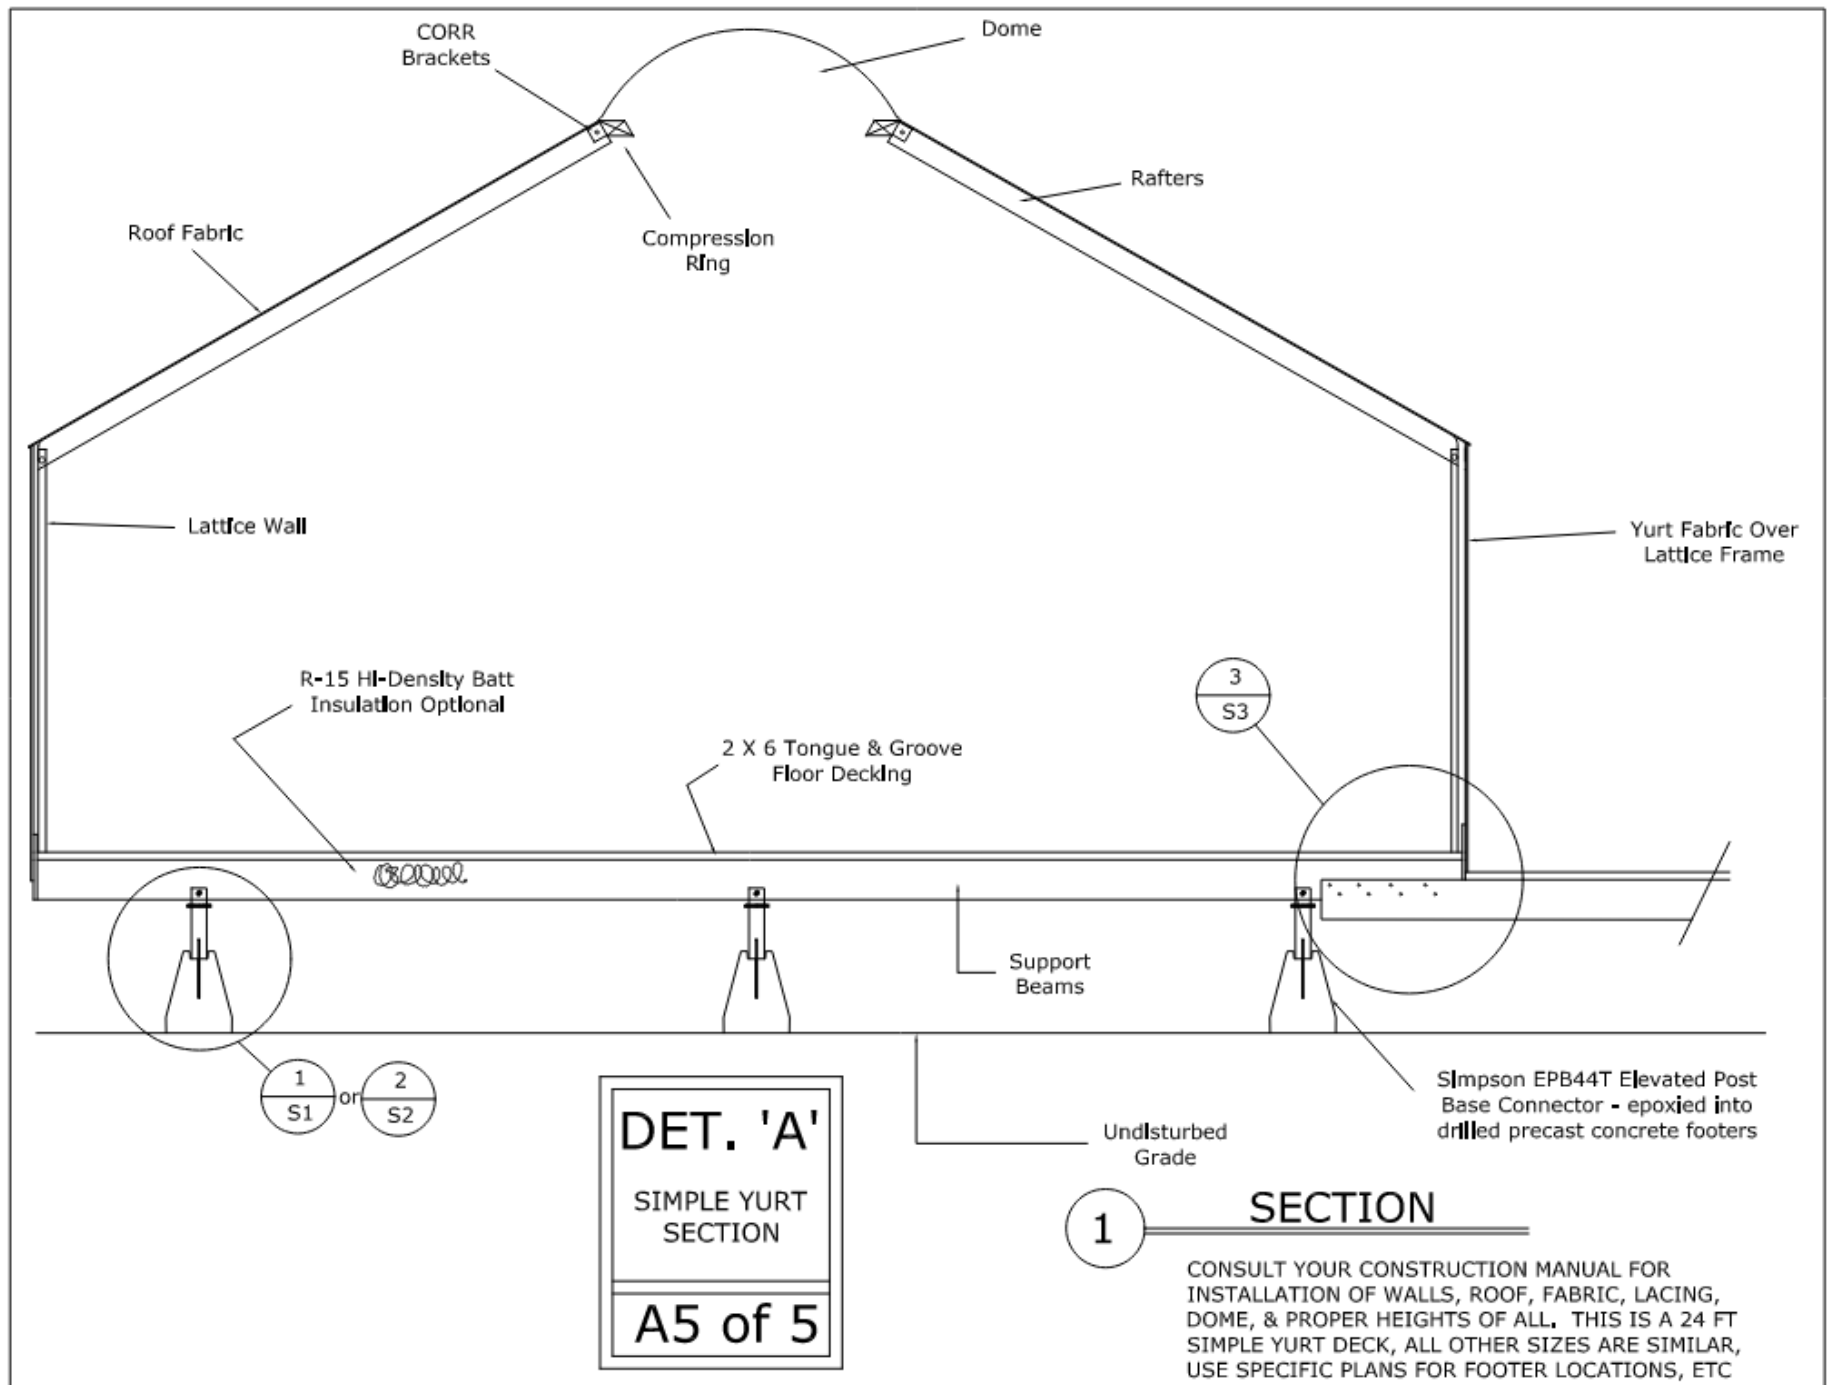 CORR
Brackets
Dome
Rafters
Roof Fabric
Compression
Ring
Lattice Wall
Yurt Fabric Over
Lattice Frame
R-15 Hi-Density Batt
Insulation Optional
3
S3
2 X 6 Tongue & Groove
Floor Decking
Support
Beams
1
S1
or
2
S2
Simpson EPB44T Elevated Post
Base Connector - epoxied into
drilled precast concrete footers
Undisturbed
Grade
DET. 'A'
SIMPLE YURT
SECTION
A5 of 5
1
SECTION
CONSULT YOUR CONSTRUCTION MANUAL FOR
INSTALLATION OF WALLS, ROOF, FABRIC, LACING,
DOME, & PROPER HEIGHTS OF ALL. THIS IS A 24 FT
SIMPLE YURT DECK, ALL OTHER SIZES ARE SIMILAR,
USE SPECIFIC PLANS FOR FOOTER LOCATIONS, ETC